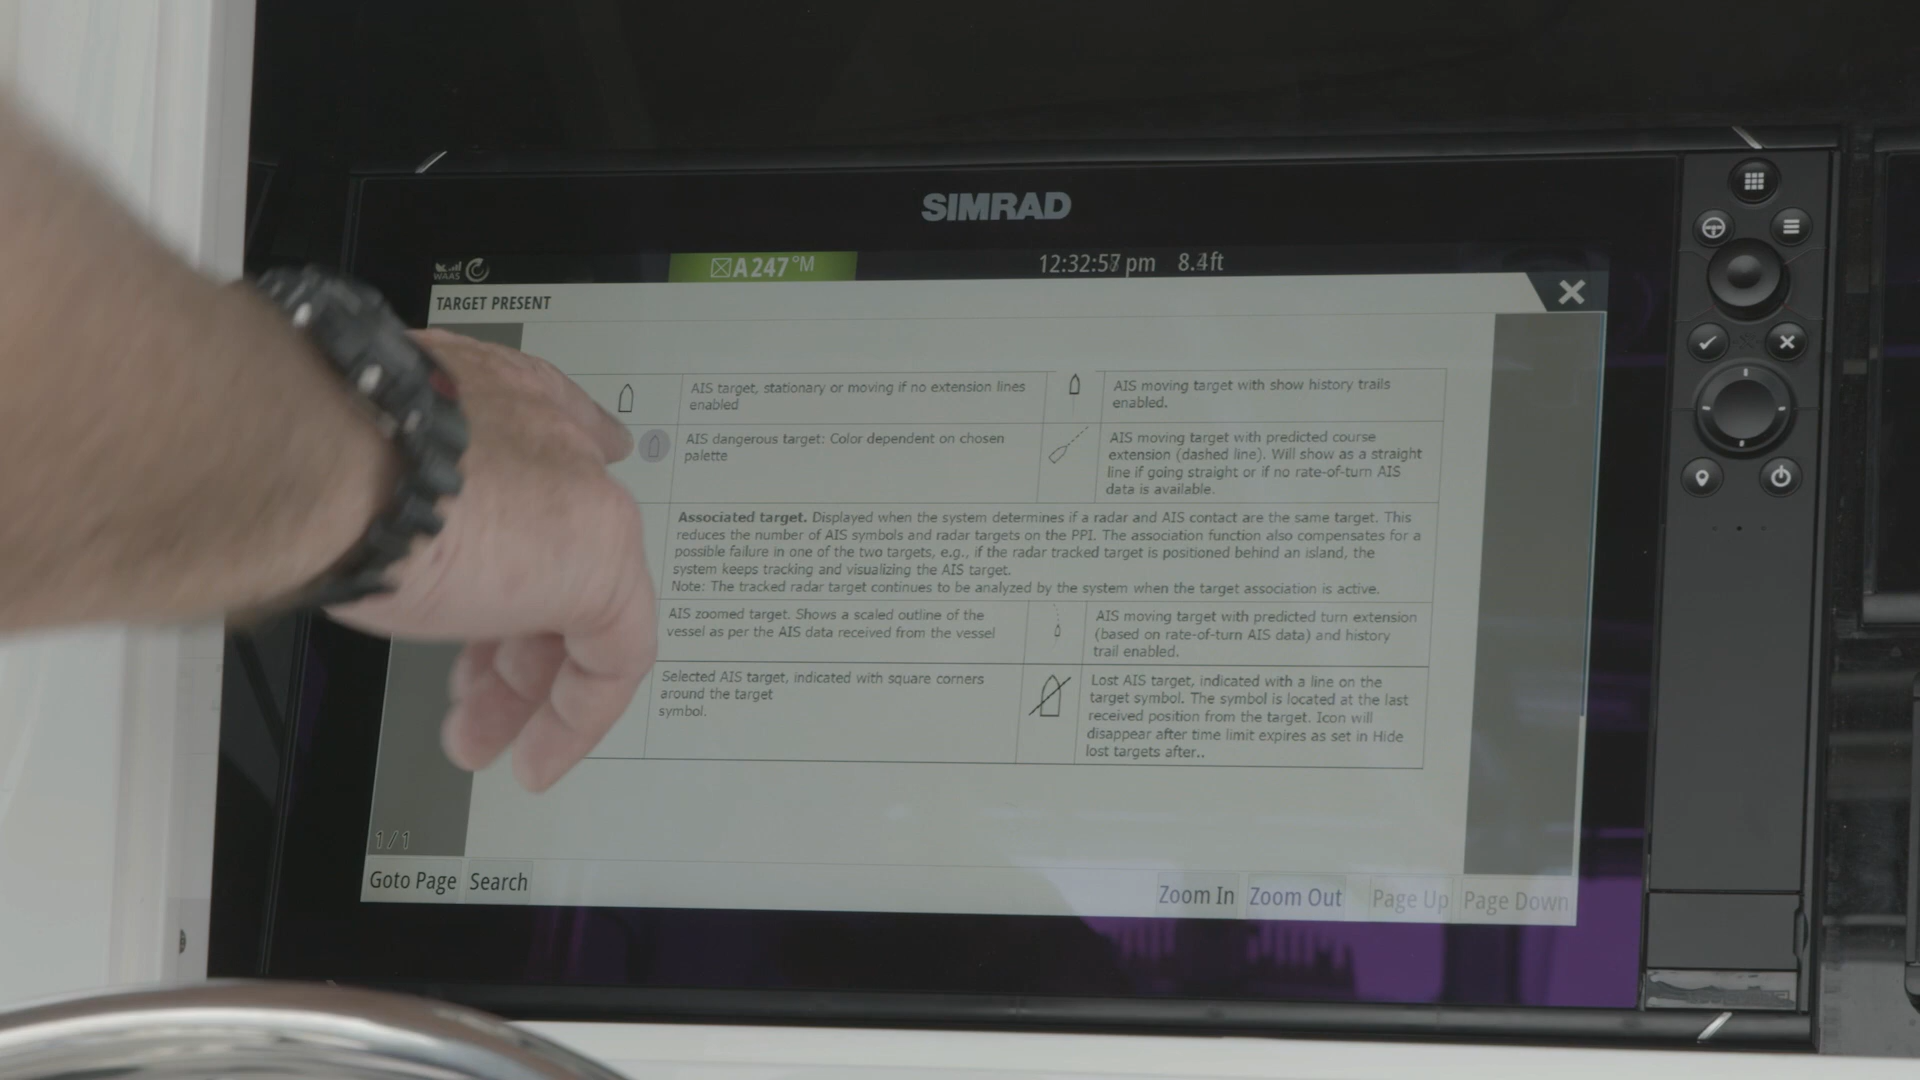 SIMRAD
WAAS
A 247 °M
12:32:57 pm 8.4 ft
TARGET PRESENT
AIS target, stationary or moving if no extension lines
enabled
AIS moving target with show history trails
enabled.
AIS dangerous target: Color dependent on chosen
palette
AIS moving target with predicted course
extension (dashed line). Will show as a straight
line if going straight or if no rate-of-turn AIS
data is available.
Associated target. Displayed when the system determines if a radar and AIS contact are the same target. This
reduces the number of AIS symbols and radar targets on the PPI. The association function also compensates for a
possible failure in one of the two targets, e.g., if the radar tracked target is positioned behind an island, the
system keeps tracking and visualizing the AIS target.
Note: The tracked radar target continues to be analyzed by the system when the target association is active.
AIS zoomed target. Shows a scaled outline of the
vessel as per the AIS data received from the vessel
AIS moving target with predicted turn extension
(based on rate-of-turn AIS data) and history
trail enabled.
Selected AIS target, indicated with square corners
around the target
symbol.
Lost AIS target, indicated with a line on the
target symbol. The symbol is located at the last
received position from the target. Icon will
disappear after time limit expires as set in Hide
lost targets after..
1/1
Goto Page Search Zoom In Zoom Out Page Up Page Down